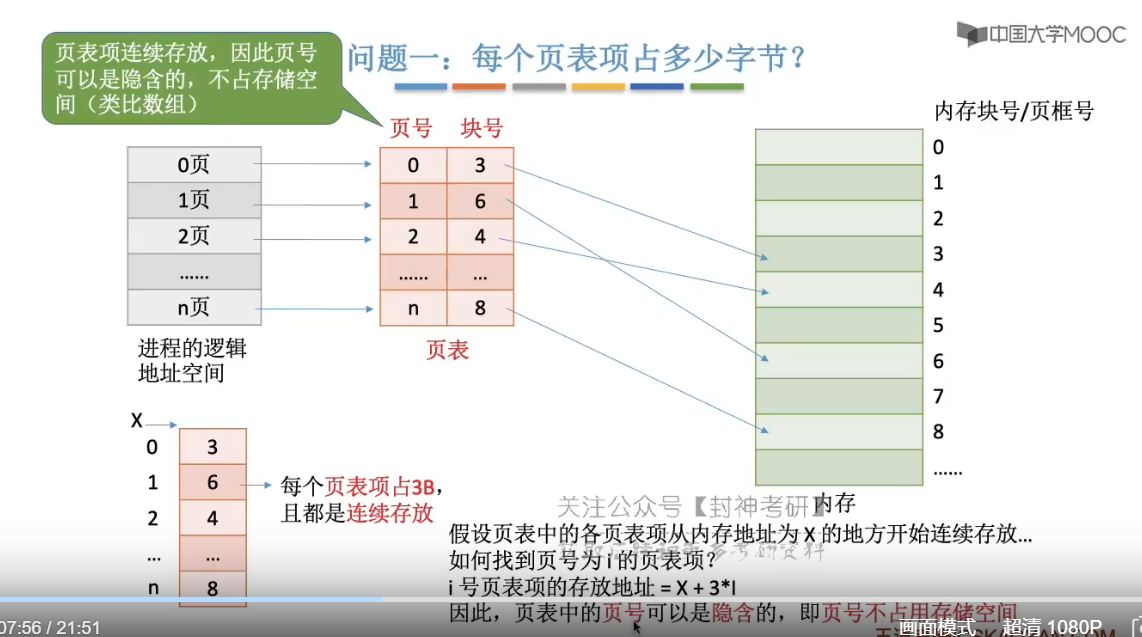 中国大学MOOC
页表项连续存放，因此页号
可以是隐含的，不占存储空
间（类比数组）
问题一：每个页表项占多少字节？
页号 块号
内存块号/页框号
0页
1页
2页
……
n页
0 3
1 6
2 4
…… …
n 8
0
1
2
3
4
5
6
7
8
……
进程的逻辑
地址空间
页表
X
0 3
1 6
2 4
… …
n 8
每个页表项占3B，
且都是连续存放
关注公众号【封神考研】
内存
假设页表中的各页表项从内存地址为 X 的地方开始连续存放…
如何找到页号为 i 的页表项？
i 号页表项的存放地址 = X + 3*I
因此，页表中的页号可以是隐含的，即页号不占用存储空间
07:56 / 21:51
画面模式
超清 1080P